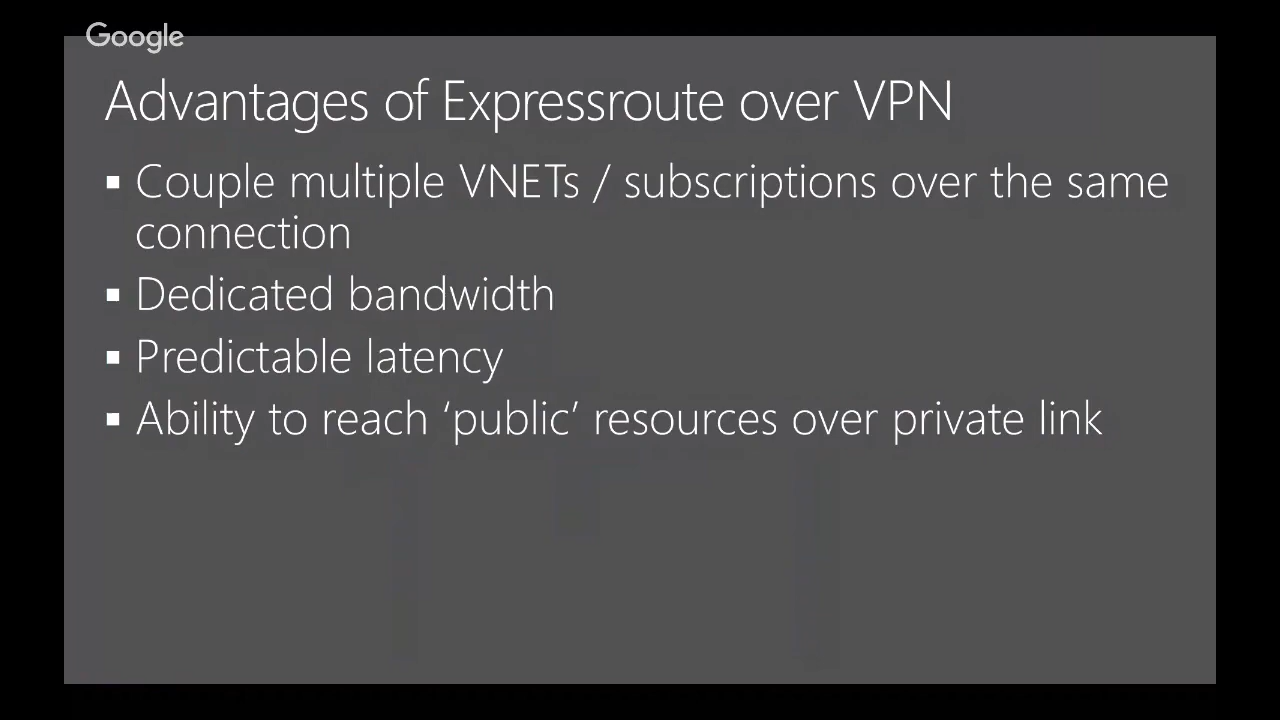 Google
Advantages of Expressroute over VPN
▪ Couple multiple VNETs / subscriptions over the same
connection
▪ Dedicated bandwidth
▪ Predictable latency
▪ Ability to reach ‘public’ resources over private link